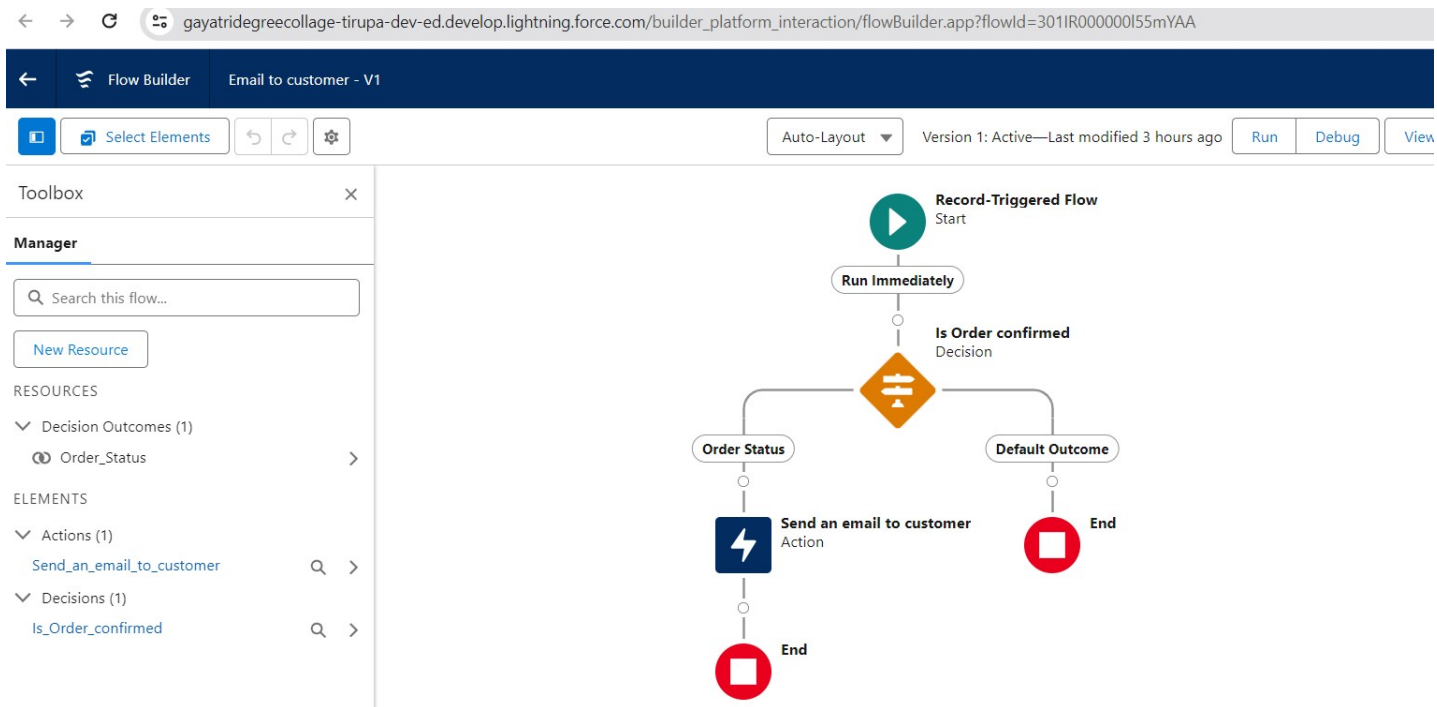 gayatridegreecollage-tirupa-dev-ed.develop.lightning.force.com/builder_platform_interaction/flowBuilder.app?flowId=301IR000000I55mYAA
Flow Builder Email to customer - V1
Select Elements Auto-Layout Version 1: Active—Last modified 3 hours ago Run Debug View
Toolbox
Manager
Search this flow...
New Resource
RESOURCES
Decision Outcomes (1)
Order_Status
ELEMENTS
Actions (1)
Send_an_email_to_customer
Decisions (1)
Is_Order_confirmed
Record-Triggered Flow
Start
Run Immediately
Is Order confirmed
Decision
Order Status Default Outcome
Send an email to customer End
Action
End